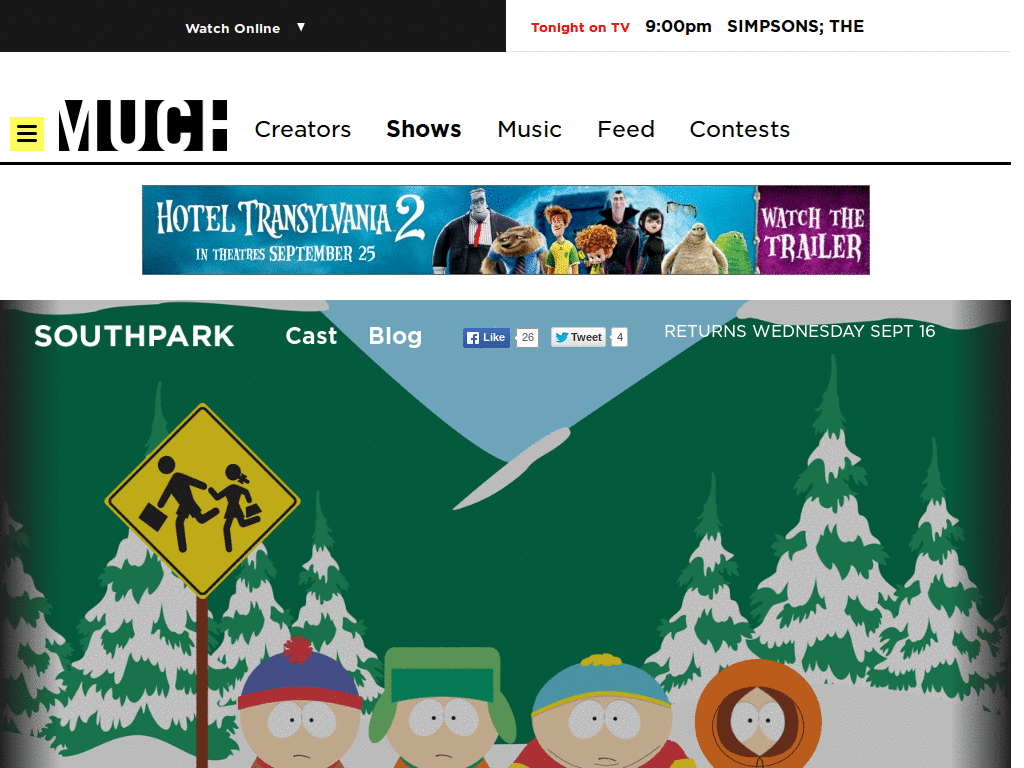 Watch Online ▼
Tonight on TV 9:00pm SIMPSONS; THE
MUCH Creators Shows Music Feed Contests
HOTEL TRANSYLVANIA 2
IN THEATRES SEPTEMBER 25
WATCH THE
TRAILER
SOUTHPARK Cast Blog Like 26 Tweet 4 RETURNS WEDNESDAY SEPT 16